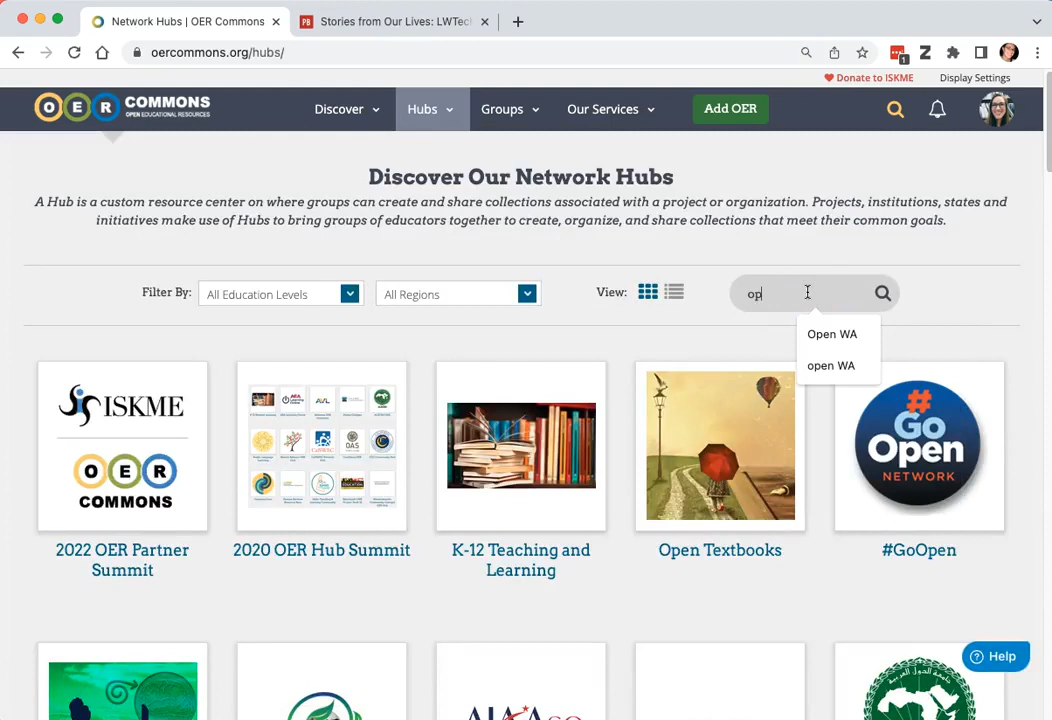 Network Hubs | OER Commons
Stories from Our Lives: LWTech
oercommons.org/hubs/
1
Donate to ISKME
Display Settings
OER COMMONS
OPEN EDUCATIONAL RESOURCES
Discover
Hubs
Groups
Our Services
Add OER
Discover Our Network Hubs
A Hub is a custom resource center on where groups can create and share collections associated with a project or organization. Projects, institutions, states and
initiatives make use of Hubs to bring groups of educators together to create, organize, and share collections that meet their common goals.
Filter By:
All Education Levels
All Regions
View:
op
Open WA
open WA
ISKME
OER
COMMONS
#
Go
Open
NETWORK
2022 OER Partner
Summit
2020 OER Hub Summit
K-12 Teaching and
Learning
Open Textbooks
#GoOpen
Help